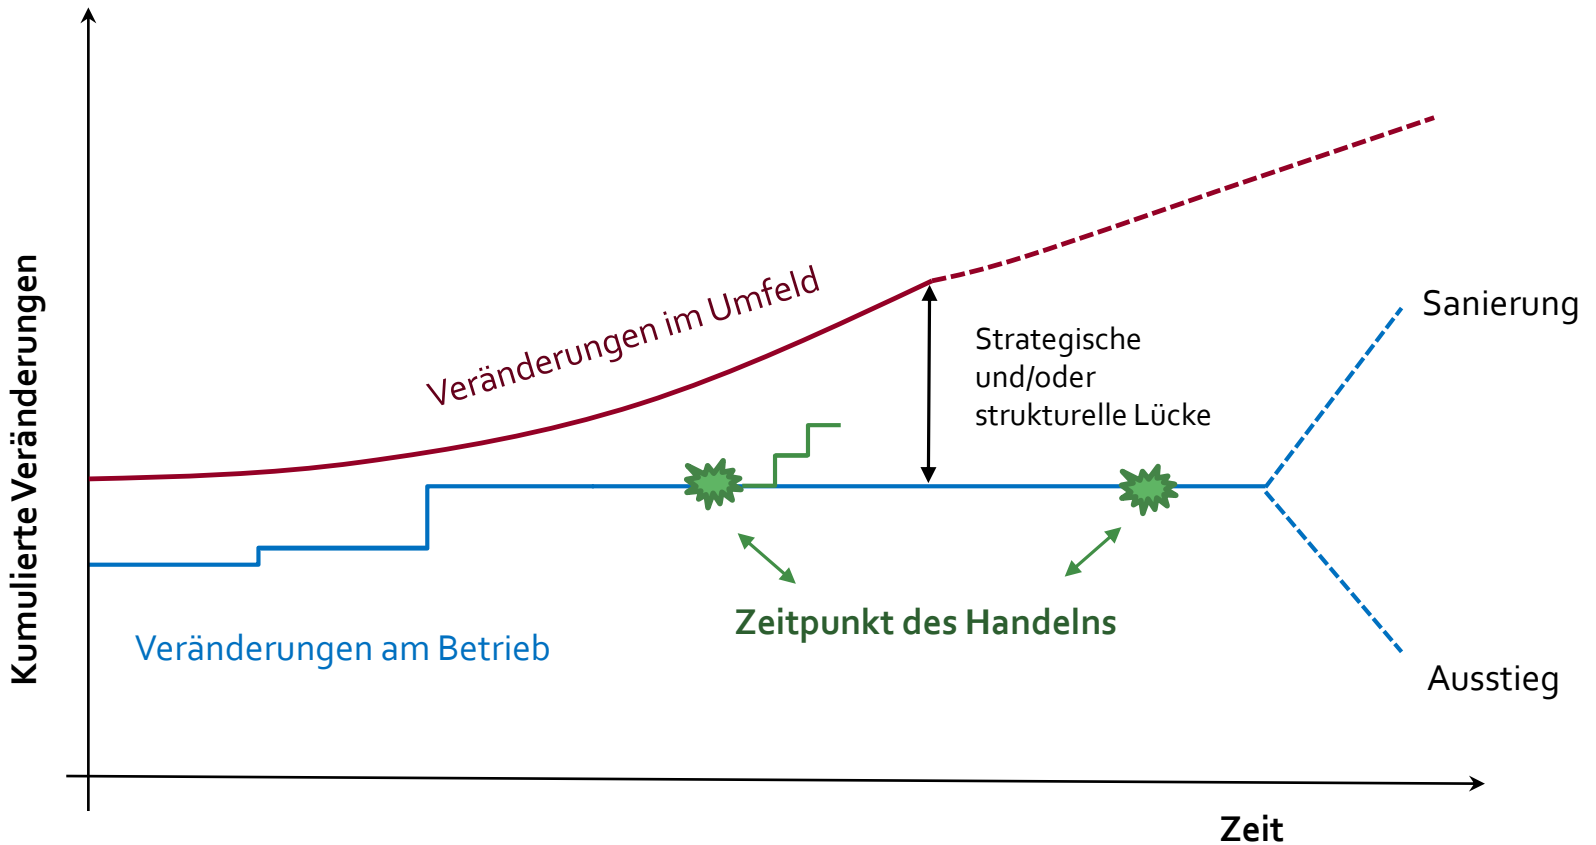 Kumulierte Veränderungen
Veränderungen im Umfeld
Sanierung
Strategische
und/oder
strukturelle Lücke
Zeitpunkt des Handelns
Veränderungen am Betrieb
Ausstieg
Zeit